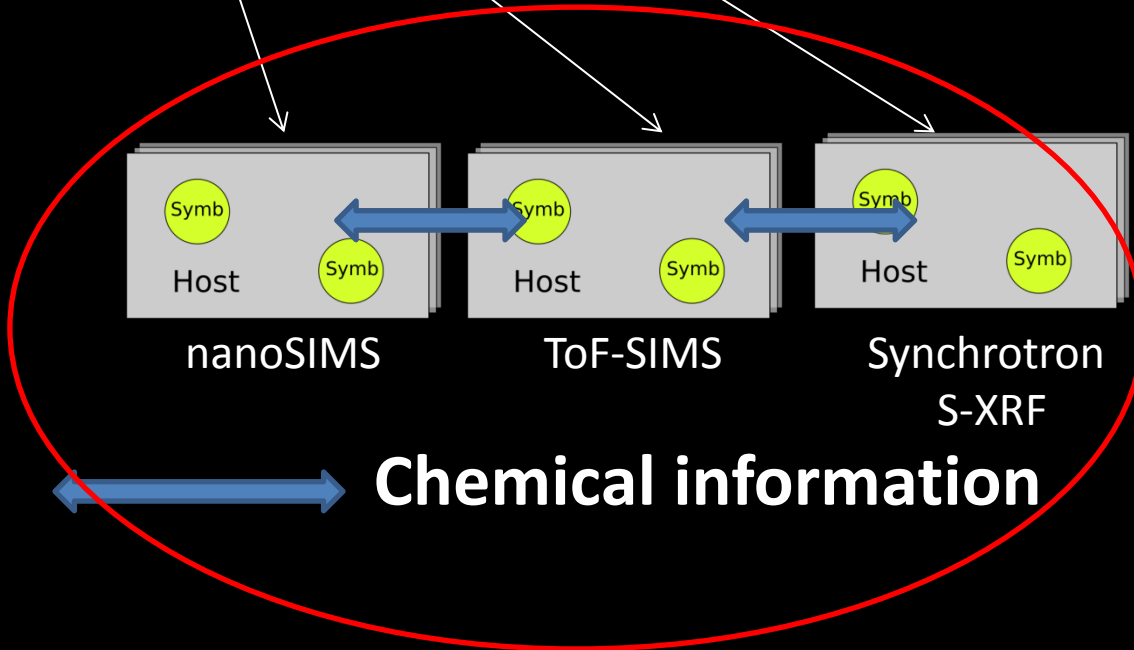 Symb
Symb
Host
Symb
Symb
Host
Symb
Symb
Host
nanoSIMS
ToF-SIMS
Synchrotron
S-XRF
Chemical information